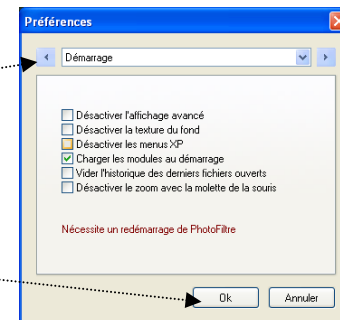 Préférences
Démarrage
Désactiver l'affichage avancé
Désactiver la texture du fond
Désactiver les menus XP
Charger les modules au démarrage
Vider l'historique des derniers fichiers ouverts
Désactiver le zoom avec la molette de la souris
Nécessite un redémarrage de PhotoFiltre
Ok
Annuler